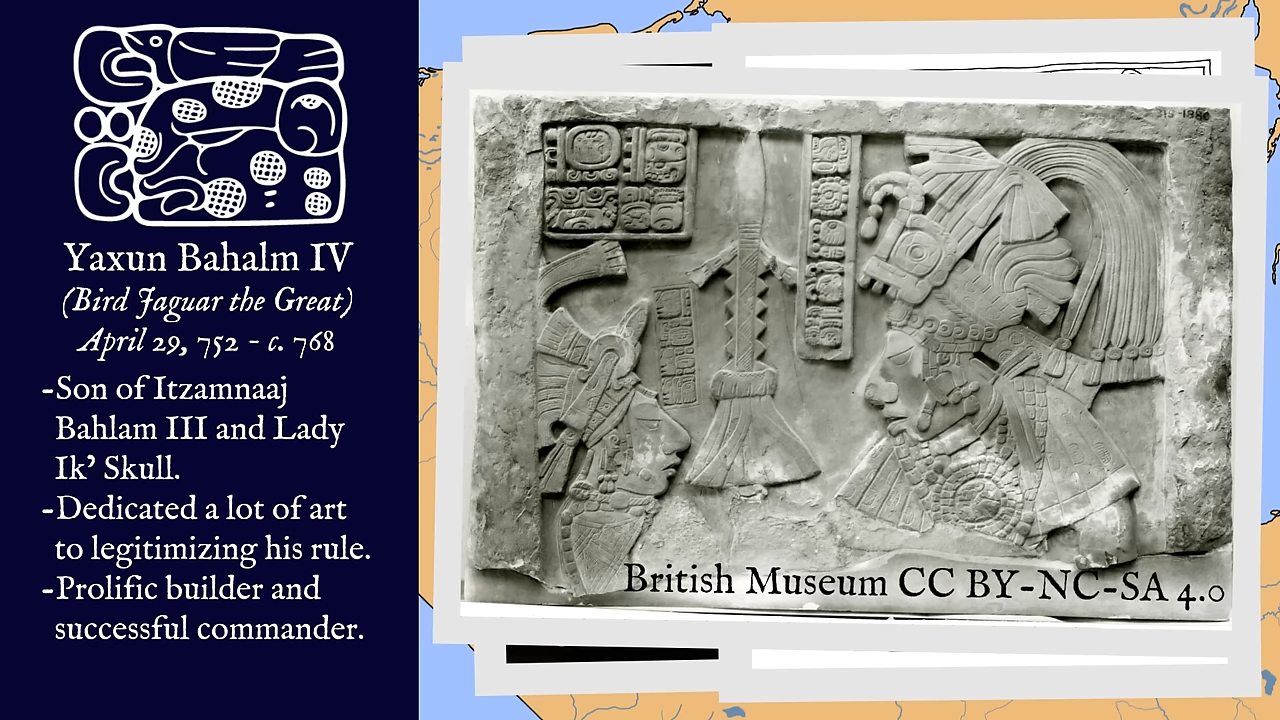 Yaxun Bahalm IV
(Bird Jaguar the Great)
April 29, 752 - c. 768
-Son of Itzamnaaj
Bahlam III and Lady
Ik' Skull.
-Dedicated a lot of art
to legitimizing his rule.
-Prolific builder and
successful commander.
British Museum CC BY-NC-SA 4.0